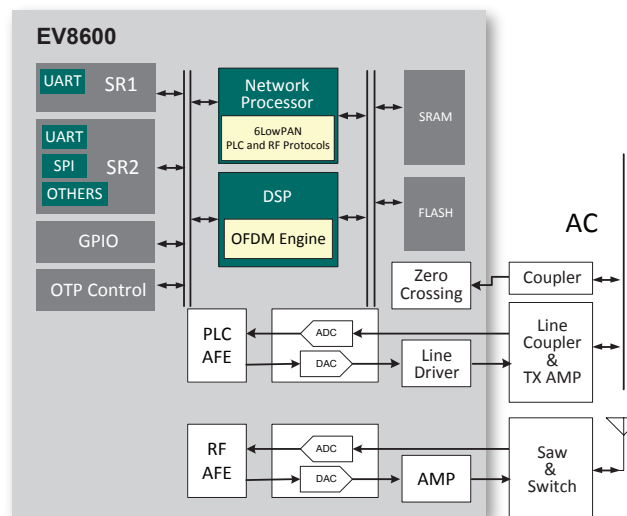 EV8600
UART
SR1
UART
SPI
OTHERS
SR2
GPIO
OTP Control
Network
Processor
6LowPAN
PLC and RF Protocols
DSP
OFDM Engine
SRAM
FLASH
AC
Zero
Crossing
Coupler
PLC
AFE
ADC
DAC
Line
Driver
Line
Coupler
&
TX AMP
RF
AFE
ADC
DAC
AMP
Saw
&
Switch